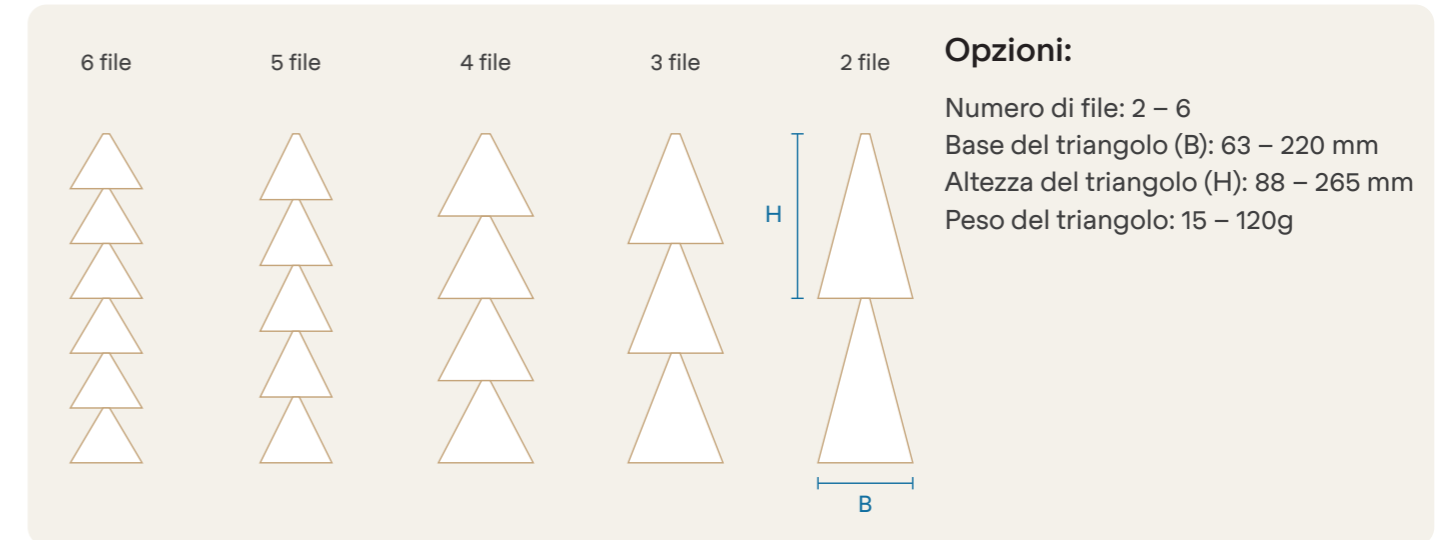 6 file
5 file
4 file
3 file
2 file
Opzioni:
Numero di file: 2 – 6
Base del triangolo (B): 63 – 220 mm
Altezza del triangolo (H): 88 – 265 mm
Peso del triangolo: 15 – 120g
H
B